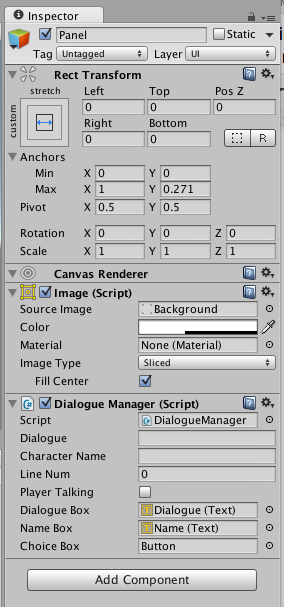 Inspector
Panel Static
Tag Untagged Layer UI
Rect Transform
stretch Left Top Pos Z
custom 0 0 0
Right Bottom
0 0 R
Anchors
Min X 0 Y 0
Max X 1 Y 0.271
Pivot X 0.5 Y 0.5
Rotation X 0 Y 0 Z 0
Scale X 1 Y 1 Z 1
Canvas Renderer
Image (Script)
Source Image Background
Color
Material None (Material)
Image Type Sliced
Fill Center
Dialogue Manager (Script)
Script DialogueManager
Dialogue
Character Name
Line Num 0
Player Talking
Dialogue Box Dialogue (Text)
Name Box Name (Text)
Choice Box Button
Add Component